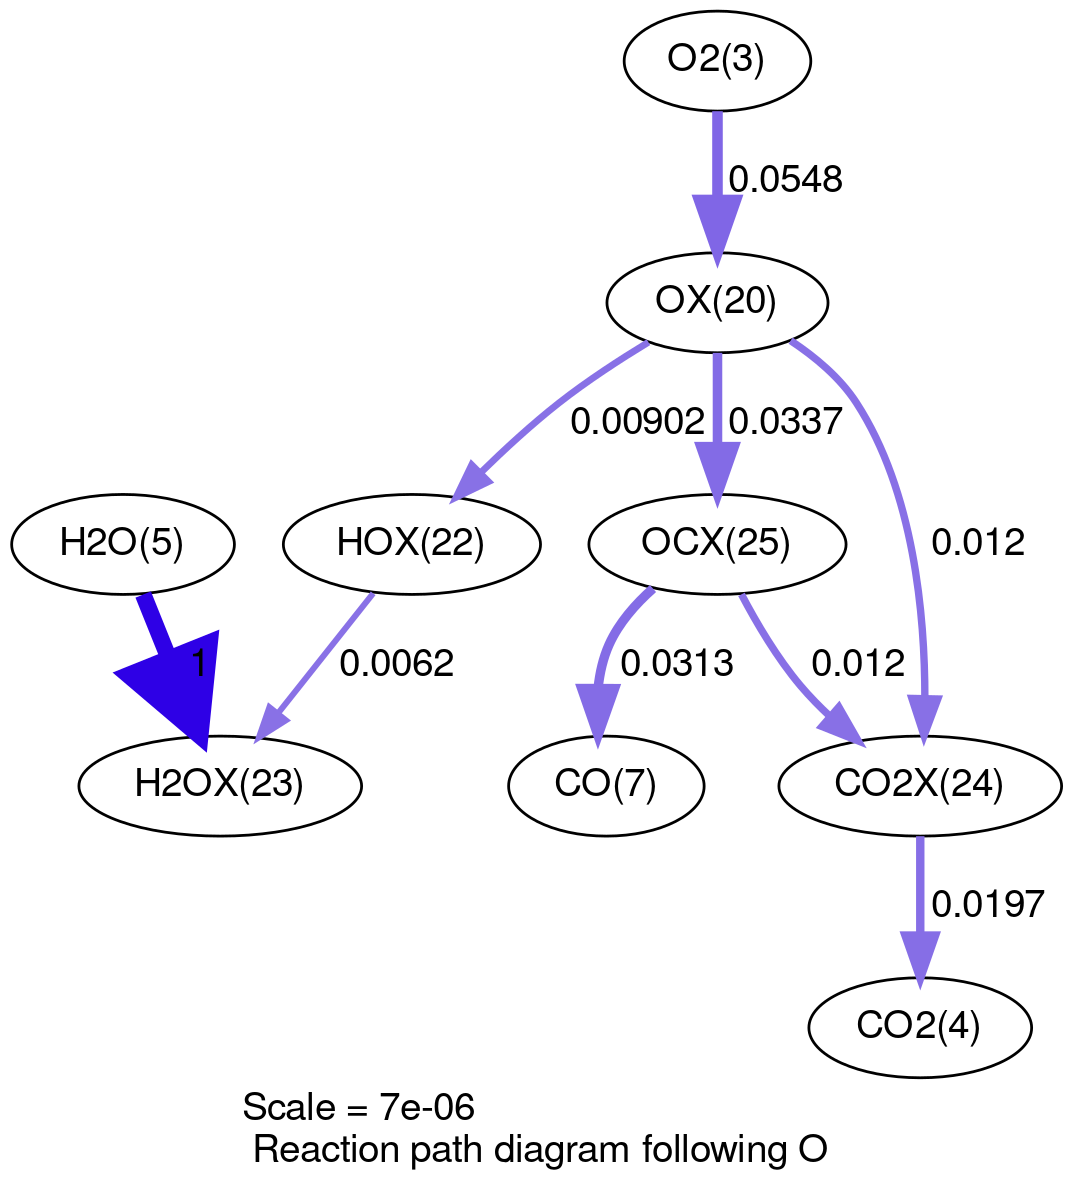 O2(3)
0.0548
OX(20)
0.00902
0.0337
H2O(5)
HOX(22)
OCX(25)
0.012
1
0.0062
0.0313
0.012
H2OX(23)
CO(7)
CO2X(24)
0.0197
CO2(4)
Scale = 7e-06
Reaction path diagram following O